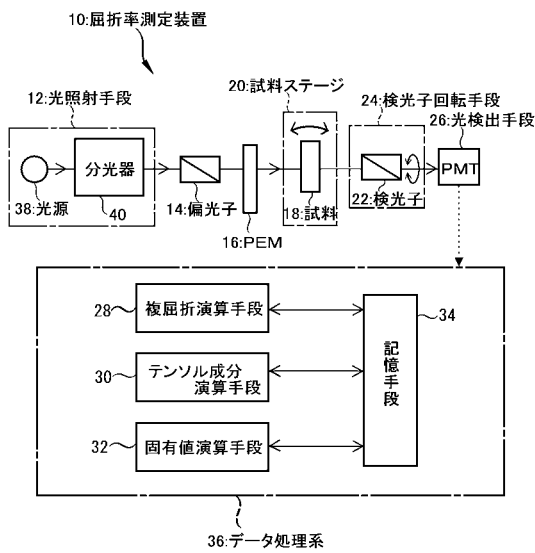 10:屈折率測定装置
12:光照射手段
20:試料ステージ
24:検光子回転手段
26:光検出手段
分光器
PMT
38:光源
40
14:偏光子
16:PEM
18:試料
22:検光子
28
複屈折演算手段
34
30
テンソル成分
演算手段
記憶手段
32
固有値演算手段
36:データ処理系